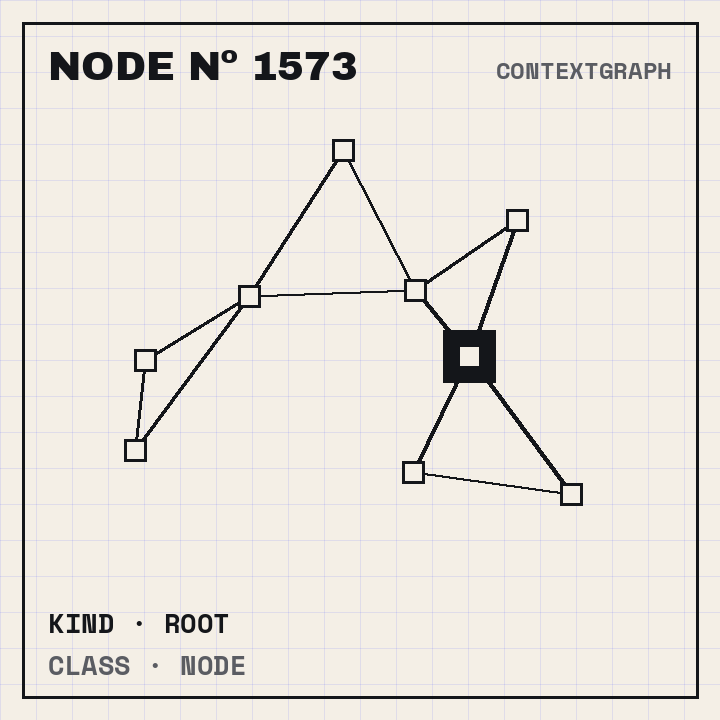 NODE Nº 1573
CONTEXTGRAPH
KIND · ROOT
CLASS · NODE